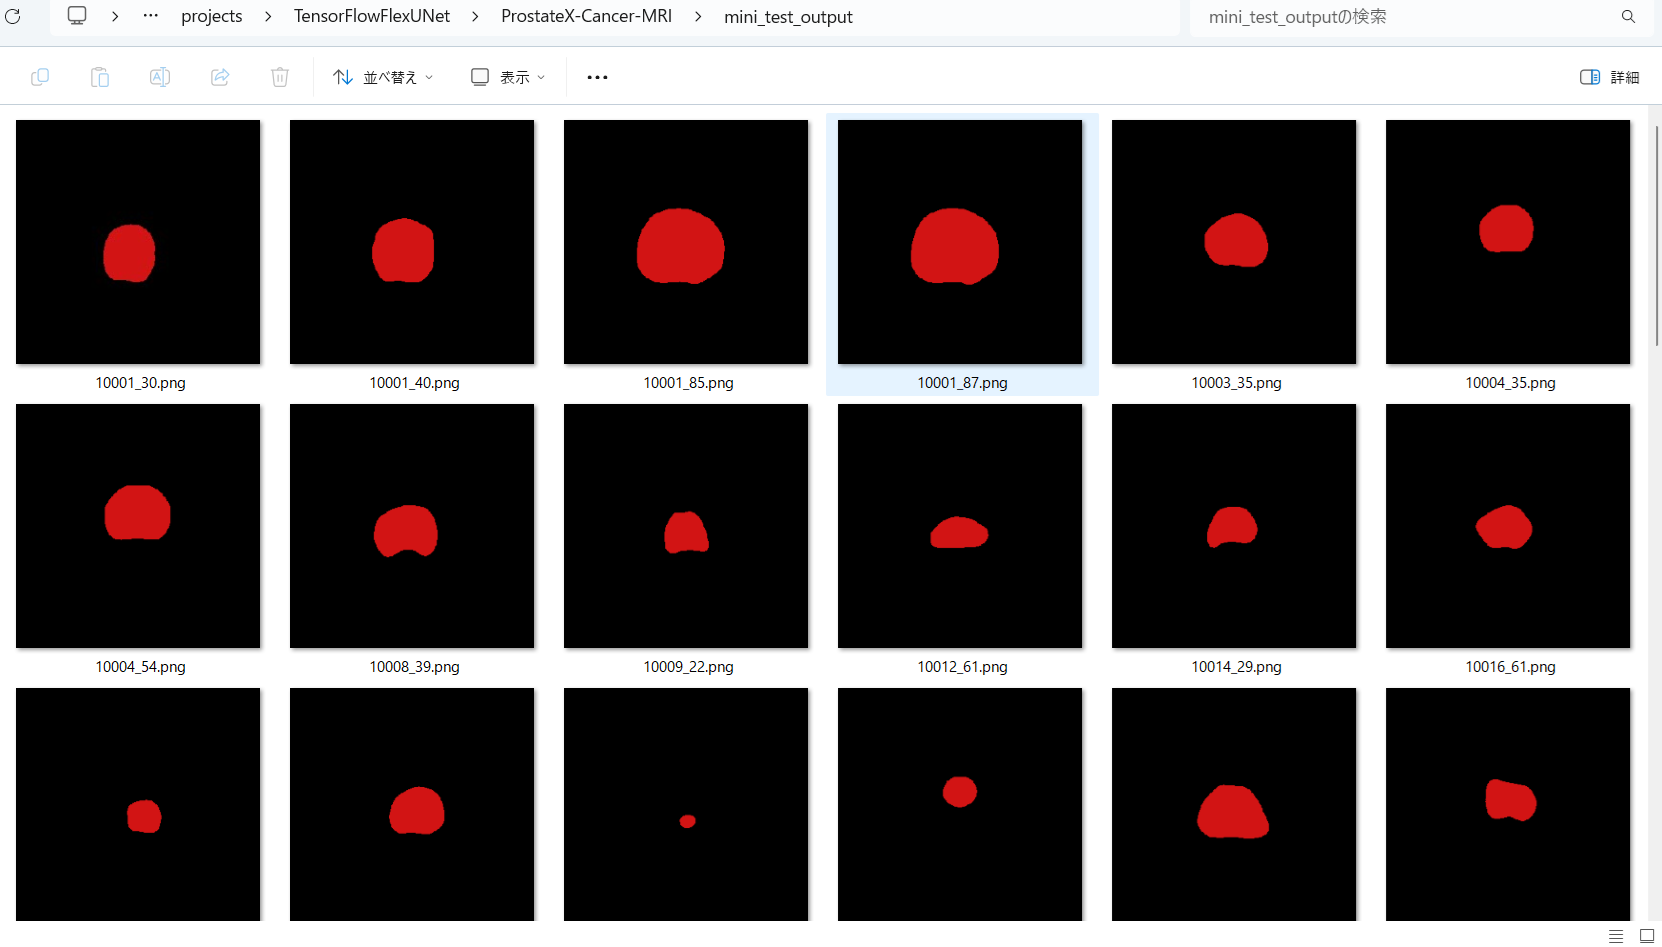 projects > TensorFlowFlexUNet > ProstateX-Cancer-MRI > mini_test_output
mini_test_outputの検索
並べ替え 表示 詳細
10001_30.png 10001_40.png 10001_85.png 10001_87.png 10003_35.png 10004_35.png
10004_54.png 10008_39.png 10009_22.png 10012_61.png 10014_29.png 10016_61.png